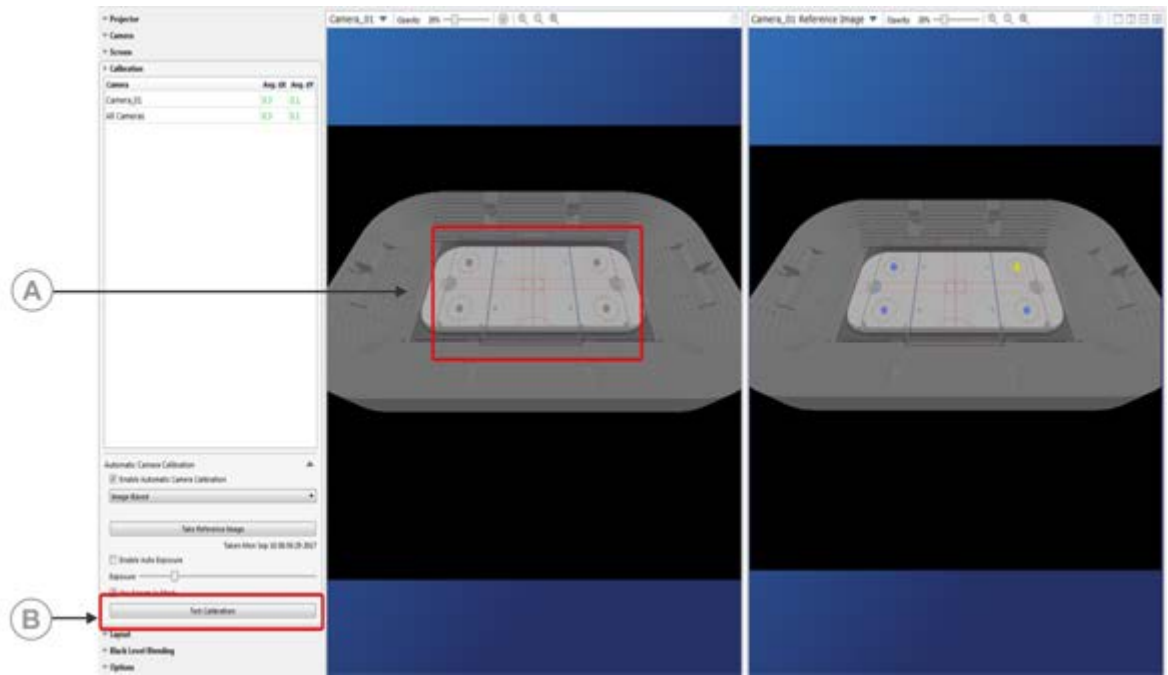 Projector
Camera
Screen
Calibration
Camera Avg. dX Avg. dY
Camera_01 0.3 0.1
All Cameras 0.3 0.1
Automatic Camera Calibration
Enable Automatic Camera Calibration
Image Based
Take Reference Image
Enable Auto Exposure
Exposure
Test Calibration
Layout
Black Level Blending
Options
Camera_01 Opacity
Camera_01 Reference Image Opacity
A
B